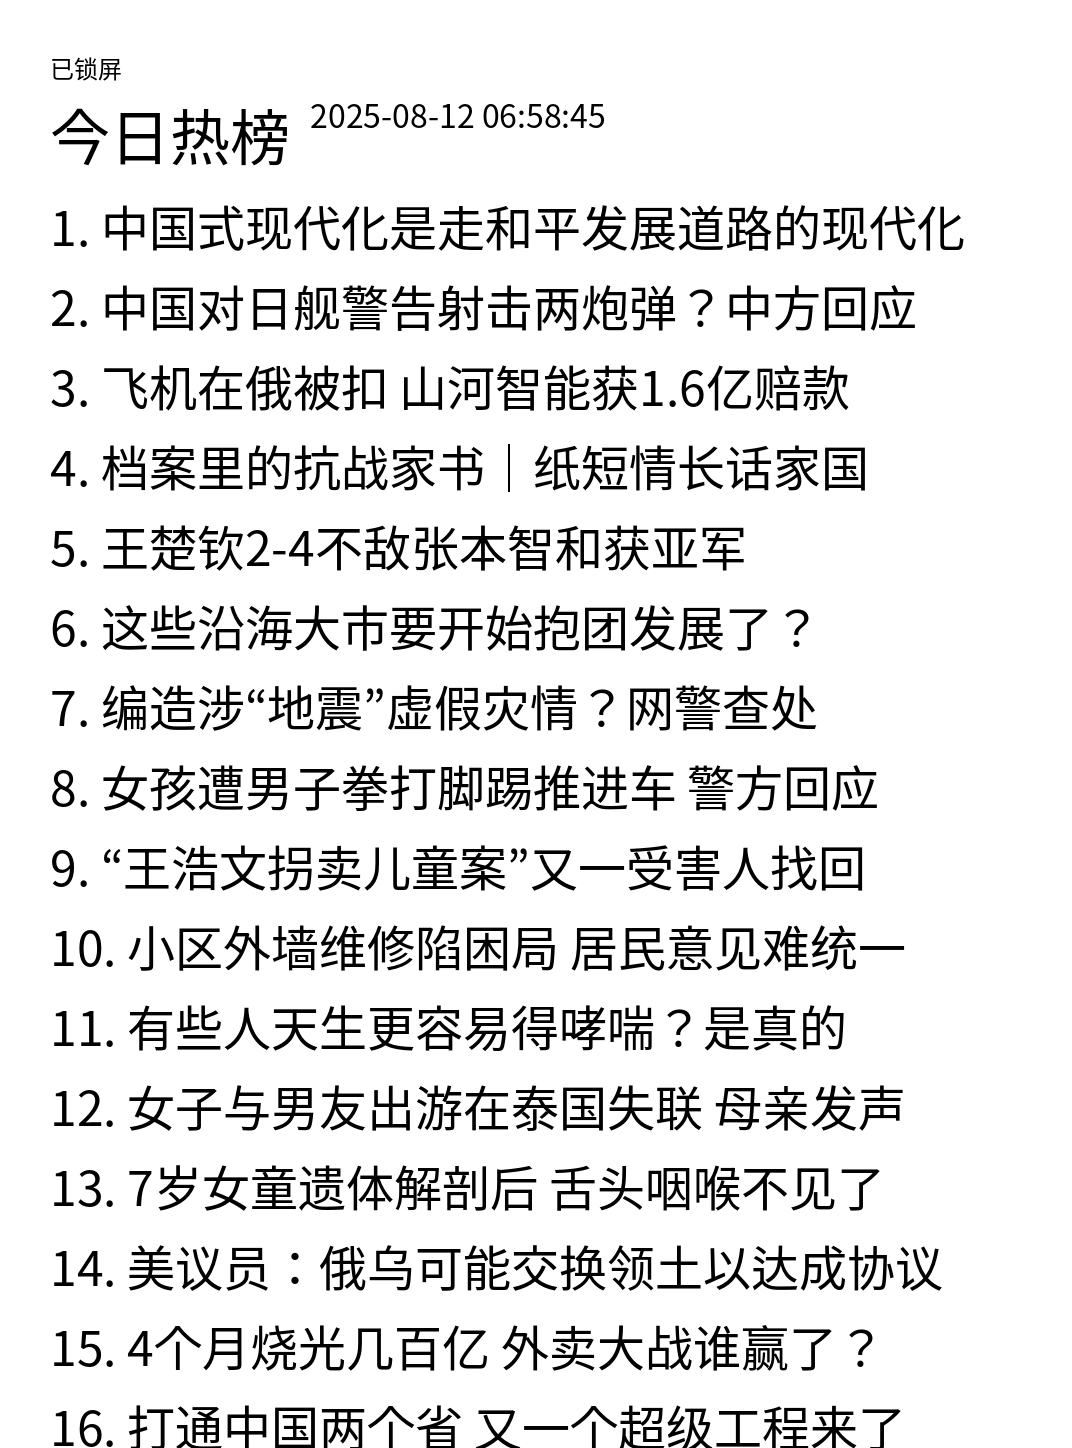 已锁屏
今日热榜 2025-08-12 06:58:45
1. 中国式现代化是走和平发展道路的现代化
2. 中国对日舰警告射击两炮弹？中方回应
3. 飞机在俄被扣 山河智能获1.6亿赔款
4. 档案里的抗战家书｜纸短情长话家国
5. 王楚钦2-4不敌张本智和获亚军
6. 这些沿海大市要开始抱团发展了？
7. 编造涉“地震”虚假灾情？网警查处
8. 女孩遭男子拳打脚踢推进车 警方回应
9. “王浩文拐卖儿童案”又一受害人找回
10. 小区外墙维修陷困局 居民意见难统一
11. 有些人天生更容易得哮喘？是真的
12. 女子与男友出游在泰国失联 母亲发声
13. 7岁女童遗体解剖后 舌头咽喉不见了
14. 美议员：俄乌可能交换领土以达成协议
15. 4个月烧光几百亿 外卖大战谁赢了？
16. 打通中国两个省 又一个超级工程来了